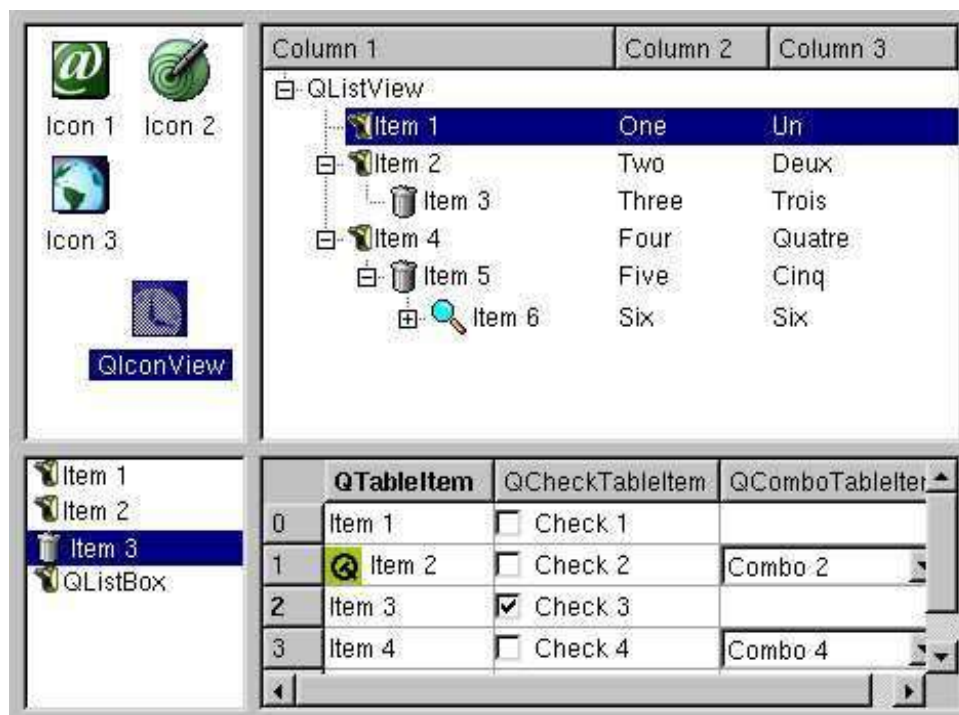 Icon 1 Icon 2
Icon 3
QIconView
Column 1 Column 2 Column 3
QListView
Item 1 One Un
Item 2 Two Deux
Item 3 Three Trois
Item 4 Four Quatre
Item 5 Five Cinq
Item 6 Six Six
Item 1
Item 2
Item 3
QListBox
QTableItem QCheckTableItem QComboTableIter
0 Item 1 Check 1
1 Item 2 Check 2 Combo 2
2 Item 3 Check 3
3 Item 4 Check 4 Combo 4